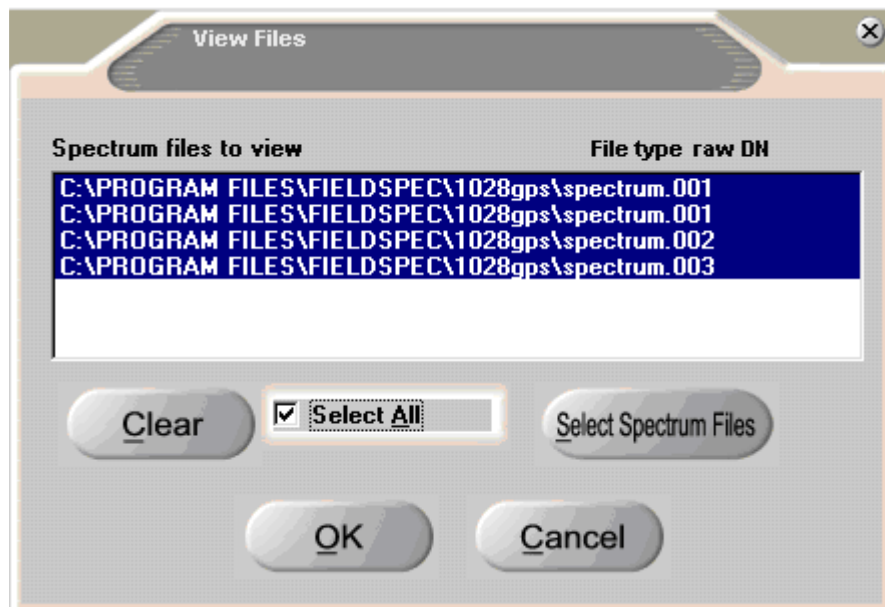 View Files
Spectrum files to view File type raw DN
C:\PROGRAM FILES\FIELDSPEC\1028gps\spectrum.001
C:\PROGRAM FILES\FIELDSPEC\1028gps\spectrum.001
C:\PROGRAM FILES\FIELDSPEC\1028gps\spectrum.002
C:\PROGRAM FILES\FIELDSPEC\1028gps\spectrum.003
Clear Select All Select Spectrum Files
OK Cancel